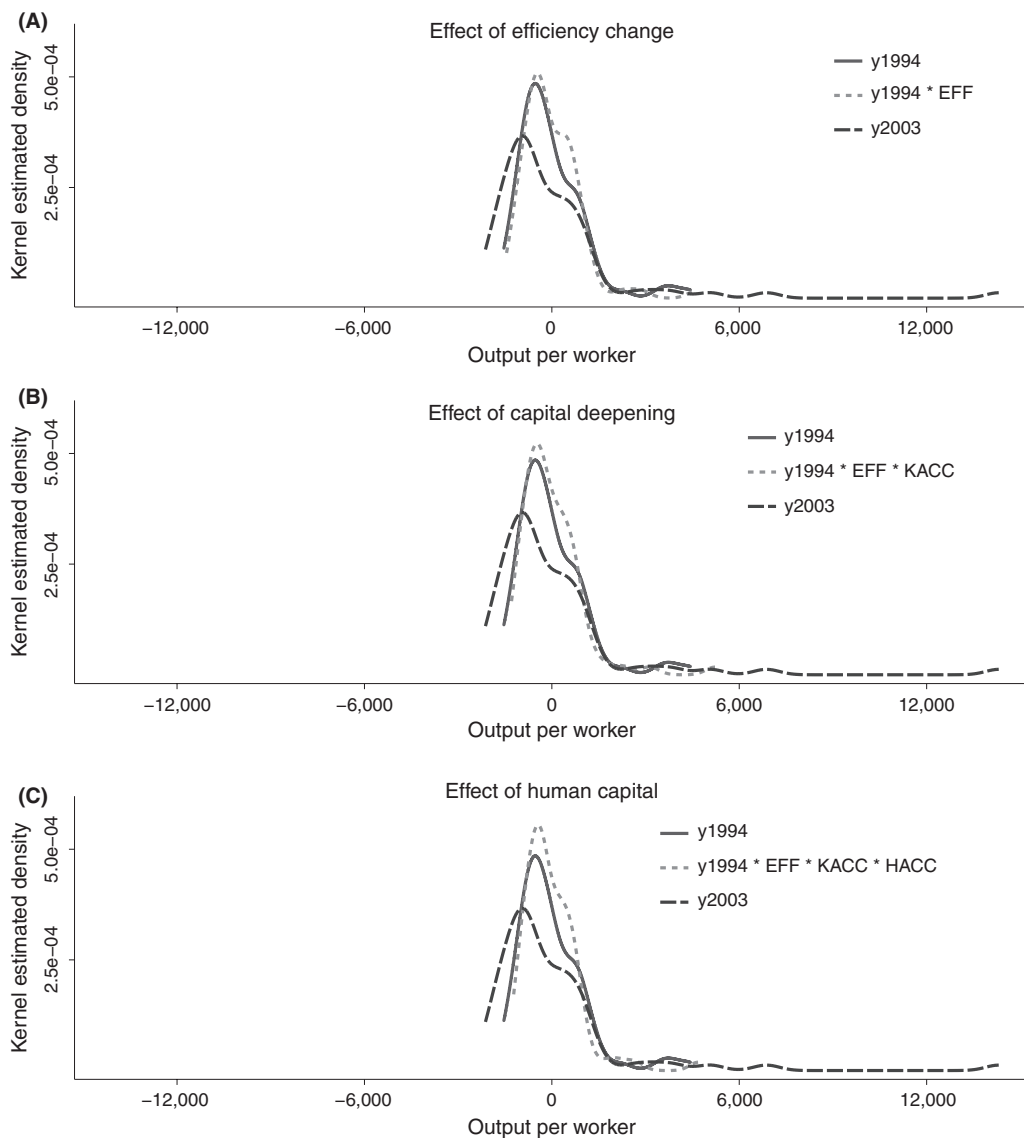 (A)
Effect of efficiency change
y1994
y1994 * EFF
y2003
Kernel estimated density
5.0e−04
2.5e−04
−12,000
−6,000
0
6,000
12,000
Output per worker
(B)
Effect of capital deepening
y1994
y1994 * EFF * KACC
y2003
Kernel estimated density
5.0e−04
2.5e−04
−12,000
−6,000
0
6,000
12,000
Output per worker
(C)
Effect of human capital
y1994
y1994 * EFF * KACC * HACC
y2003
Kernel estimated density
5.0e−04
2.5e−04
−12,000
−6,000
0
6,000
12,000
Output per worker